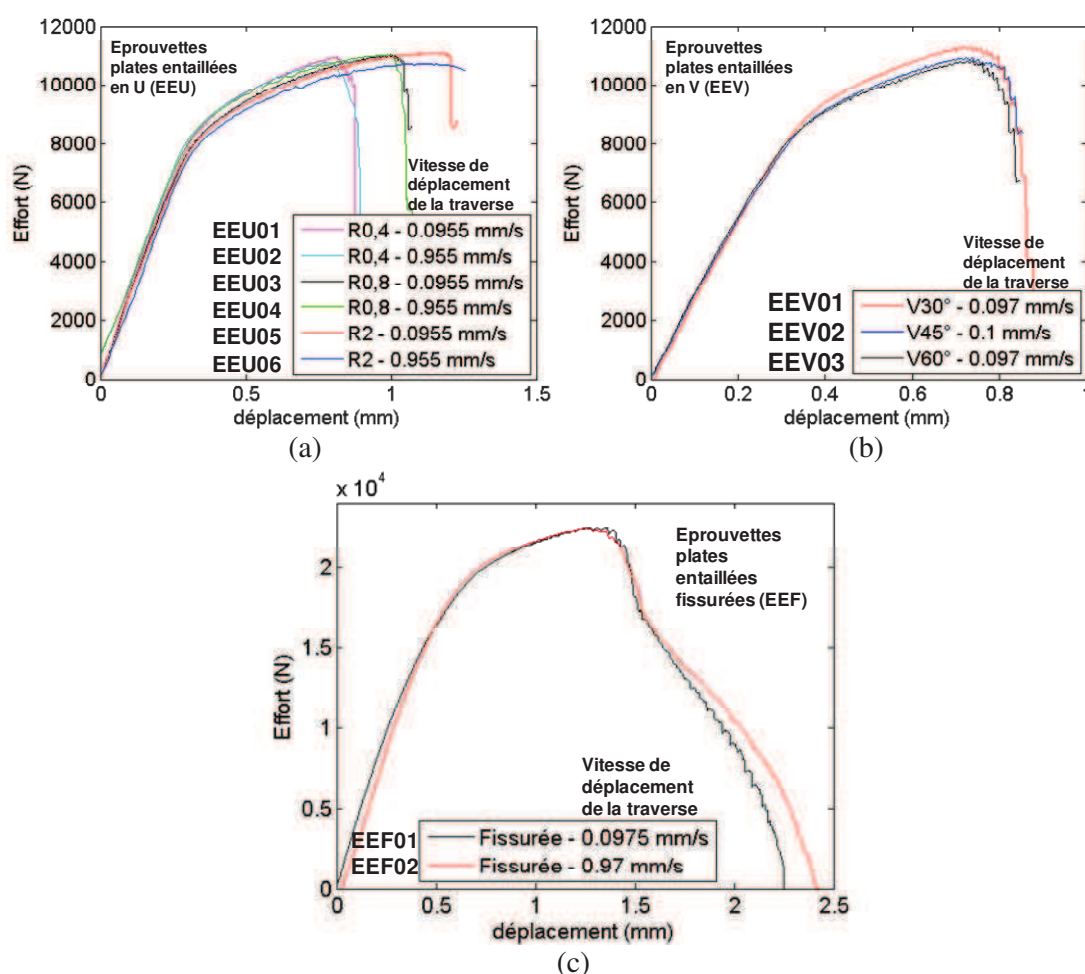 12000
10000
8000
6000
4000
2000
0
Effort (N)
Eprouvettes
plates entaillées
en U (EEU)
Vitesse de
déplacement
de la traverse
EEU01 R0,4 - 0.0955 mm/s
EEU02 R0,4 - 0.955 mm/s
EEU03 R0,8 - 0.0955 mm/s
EEU04 R0,8 - 0.955 mm/s
EEU05 R2 - 0.0955 mm/s
EEU06 R2 - 0.955 mm/s
0 0.5 1 1.5
déplacement (mm)
(a)
12000
10000
8000
6000
4000
2000
0
Effort (N)
Eprouvettes
plates entaillées
en V (EEV)
Vitesse de
déplacement
de la traverse
EEV01 V30° - 0.097 mm/s
EEV02 V45° - 0.1 mm/s
EEV03 V60° - 0.097 mm/s
0 0.2 0.4 0.6 0.8
déplacement (mm)
(b)
x 10⁴
2
1.5
1
0.5
0
Effort (N)
Eprouvettes
plates
entaillées
fissurées (EEF)
Vitesse de
déplacement
de la traverse
EEF01 Fissurée - 0.0975 mm/s
EEF02 Fissurée - 0.97 mm/s
0 0.5 1 1.5 2 2.5
déplacement (mm)
(c)